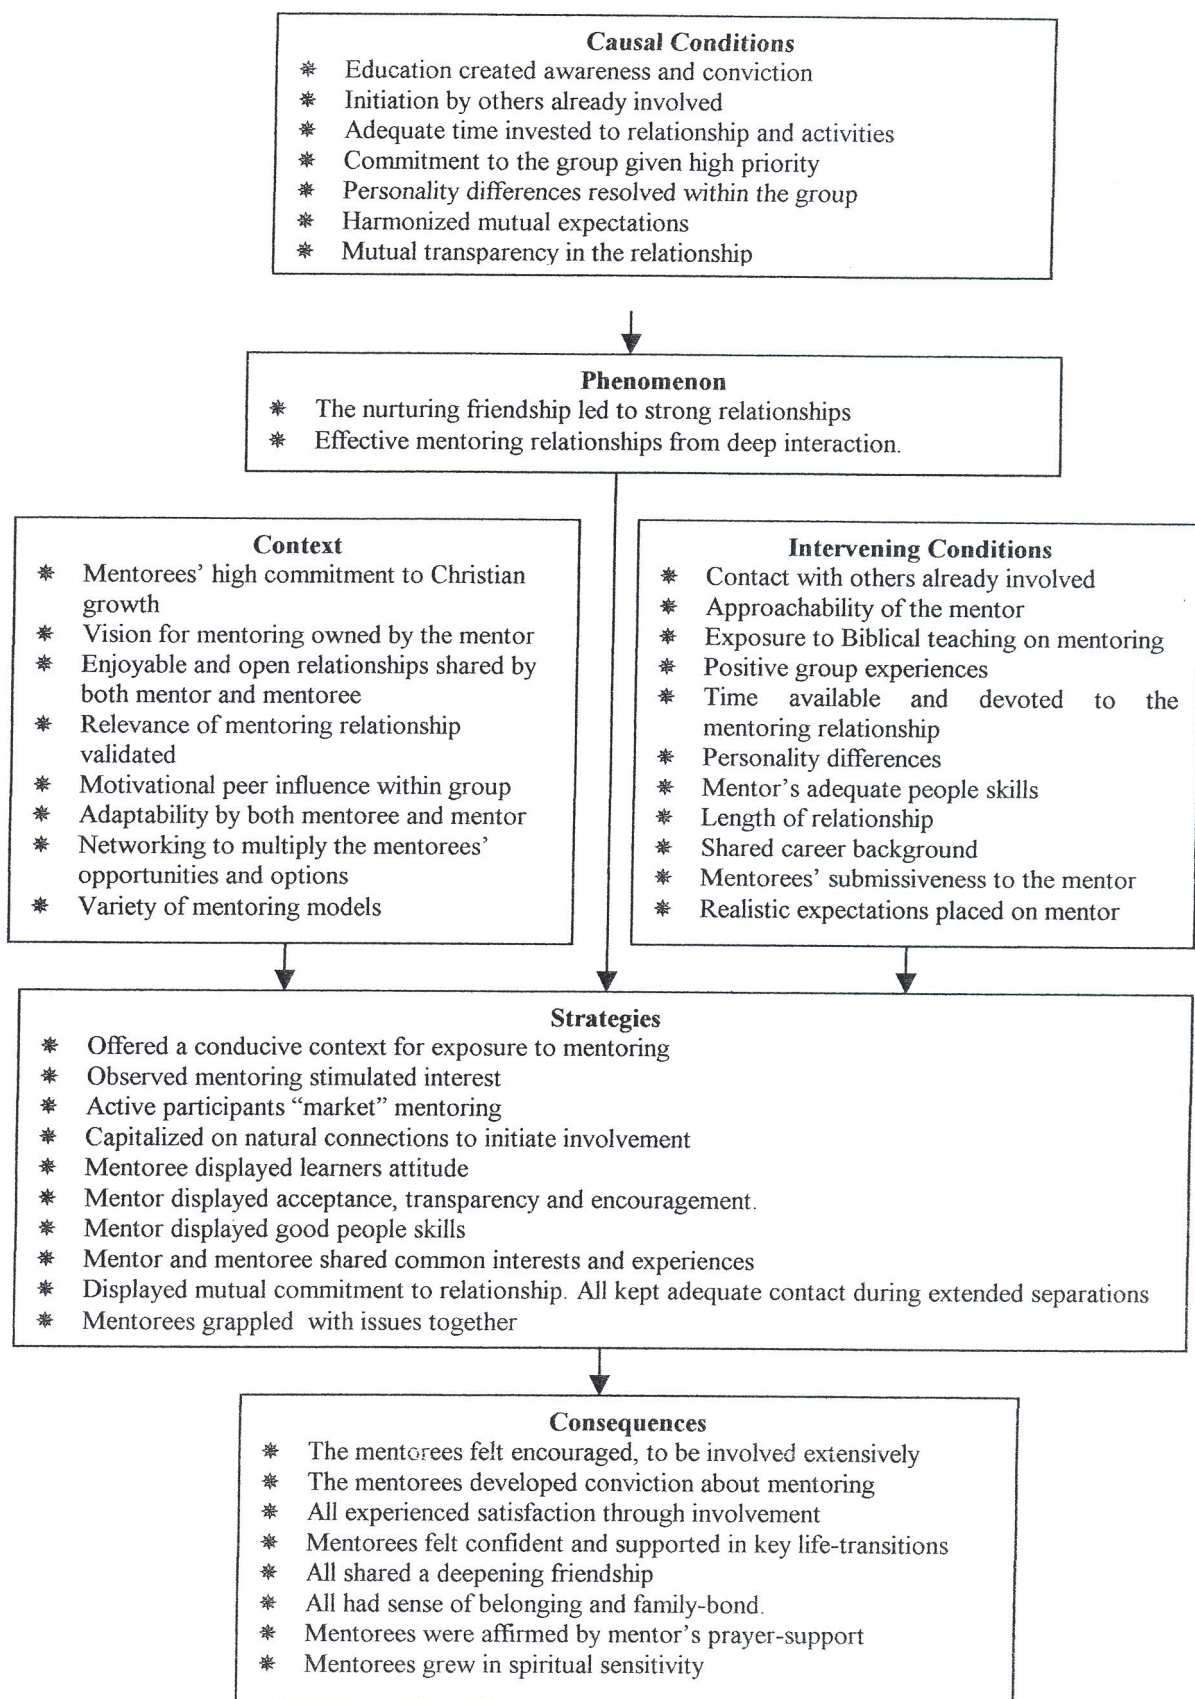 Causal Conditions
* Education created awareness and conviction
* Initiation by others already involved
* Adequate time invested to relationship and activities
* Commitment to the group given high priority
* Personality differences resolved within the group
* Harmonized mutual expectations
* Mutual transparency in the relationship
Phenomenon
* The nurturing friendship led to strong relationships
* Effective mentoring relationships from deep interaction.
Context
* Mentorees’ high commitment to Christian
growth
* Vision for mentoring owned by the mentor
* Enjoyable and open relationships shared by
both mentor and mentoree
* Relevance of mentoring relationship
validated
* Motivational peer influence within group
* Adaptability by both mentoree and mentor
* Networking to multiply the mentorees’
opportunities and options
* Variety of mentoring models
Intervening Conditions
* Contact with others already involved
* Approachability of the mentor
* Exposure to Biblical teaching on mentoring
* Positive group experiences
* Time available and devoted to the
mentoring relationship
* Personality differences
* Mentor’s adequate people skills
* Length of relationship
* Shared career background
* Mentorees’ submissiveness to the mentor
* Realistic expectations placed on mentor
Strategies
* Offered a conducive context for exposure to mentoring
* Observed mentoring stimulated interest
* Active participants “market” mentoring
* Capitalized on natural connections to initiate involvement
* Mentoree displayed learners attitude
* Mentor displayed acceptance, transparency and encouragement.
* Mentor displayed good people skills
* Mentor and mentoree shared common interests and experiences
* Displayed mutual commitment to relationship. All kept adequate contact during extended separations
* Mentorees grappled with issues together
Consequences
* The mentorees felt encouraged, to be involved extensively
* The mentorees developed conviction about mentoring
* All experienced satisfaction through involvement
* Mentorees felt confident and supported in key life-transitions
* All shared a deepening friendship
* All had sense of belonging and family-bond.
* Mentorees were affirmed by mentor’s prayer-support
* Mentorees grew in spiritual sensitivity